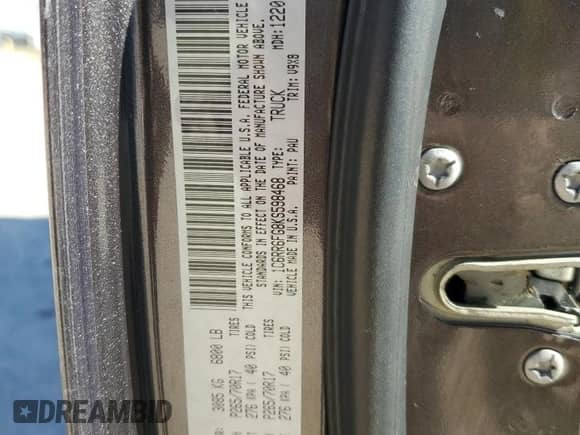 THIS VEHICLE CONFORMS TO ALL APPLICABLE U.S.A. FEDERAL MOTOR VEHICLE
STANDARDS IN EFFECT ON THE DATE OF MANUFACTURE SHOWN ABOVE.
VIN: 1C6RR6FG8KS598468 TYPE: TRUCK MDH: 1220
MADE IN U.S.A. PAINT: PAU TRIM: V9X8
3085 KG 6800 LB
P265/70R17 TIRES
276 KPA( 40 PSI) COLD
P265/70R17 TIRES
276 KPA( 40 PSI) COLD
DREAMBID